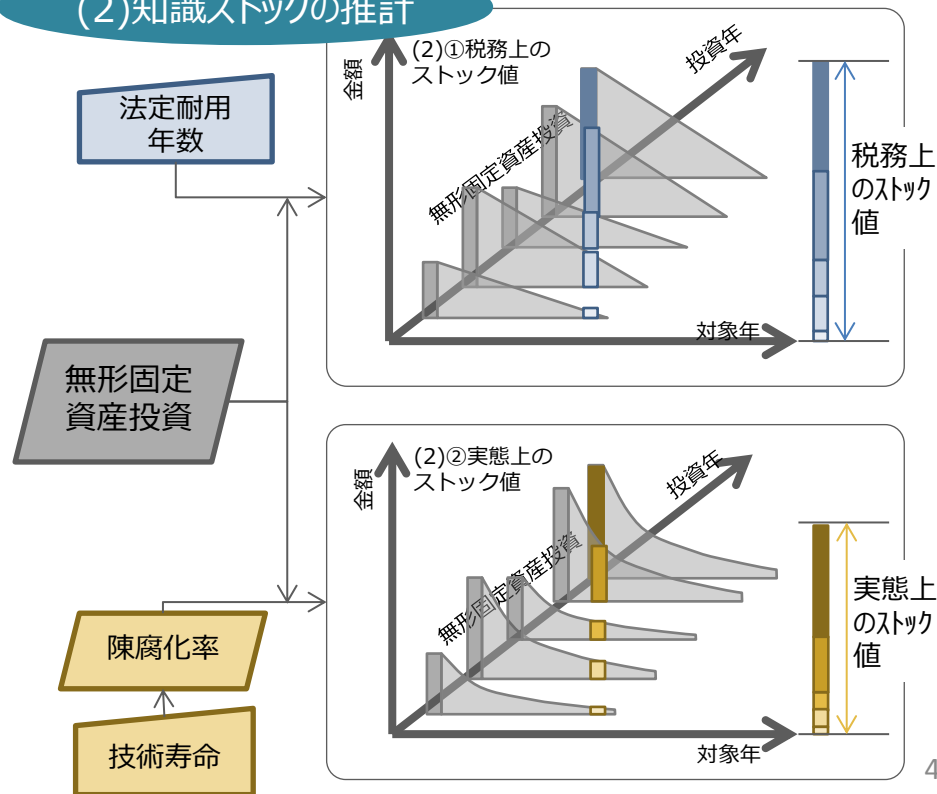 (2)知識ストックの推計
法定耐用
年数
無形固定
資産投資
陳腐化率
技術寿命
(2)①税務上の
ストック値
金額
投資年
無形固定資産投資
対象年
税務上
のｽﾄｯｸ
値
(2)②実態上の
ストック値
金額
投資年
無形固定資産投資
対象年
実態上
のｽﾄｯｸ
値
4